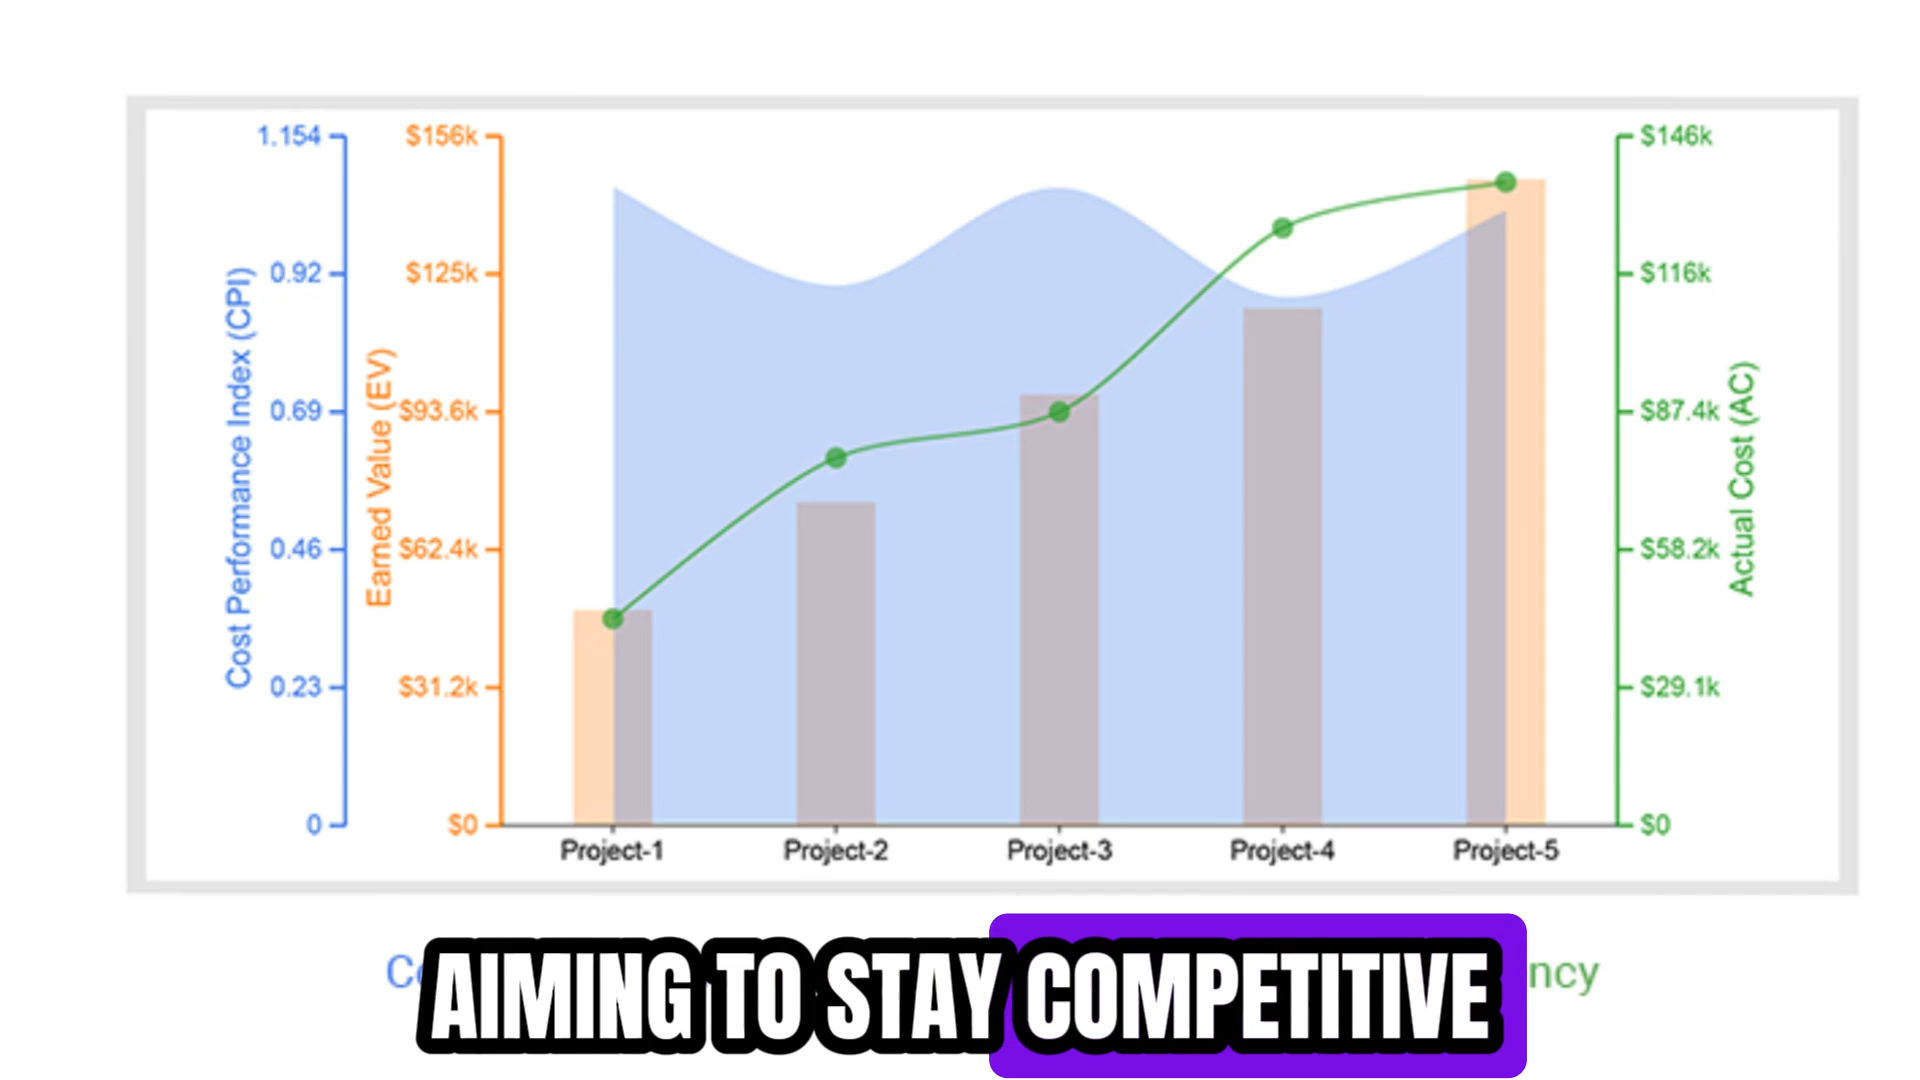 1.154
0.92
0.69
0.46
0.23
0
Cost Performance Index (CPI)
$156k
$125k
$93.6k
$62.4k
$31.2k
$0
Earned Value (EV)
$146k
$116k
$87.4k
$58.2k
$29.1k
$0
Actual Cost (AC)
Project-1 Project-2 Project-3 Project-4 Project-5
AIMING TO STAY COMPETITIVE